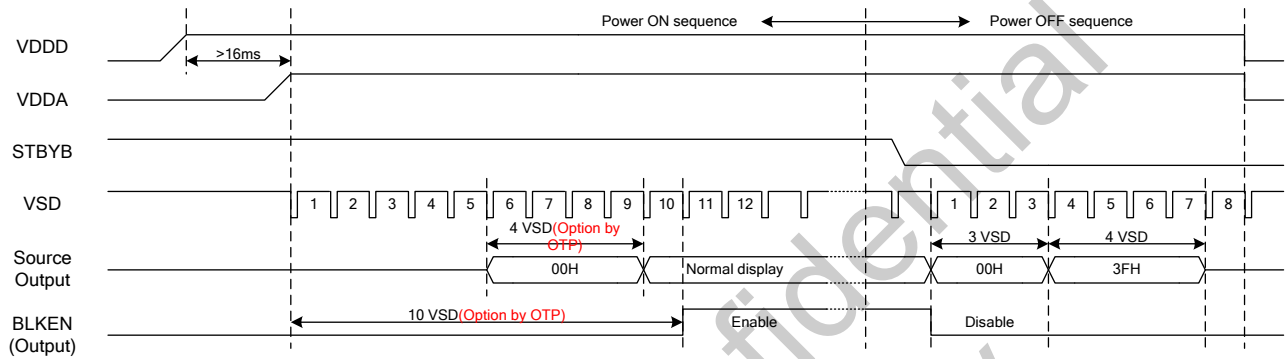 Power ON sequence
Power OFF sequence
VDDD
>16ms
VDDA
STBYB
VSD
1 2 3 4 5 6 7 8 9 10 11 12 1 2 3 4 5 6 7 8
4 VSD(Option by
OTP)
3 VSD
4 VSD
Source
Output
00H
Normal display
00H
3FH
10 VSD(Option by OTP)
Enable
Disable
BLKEN
(Output)